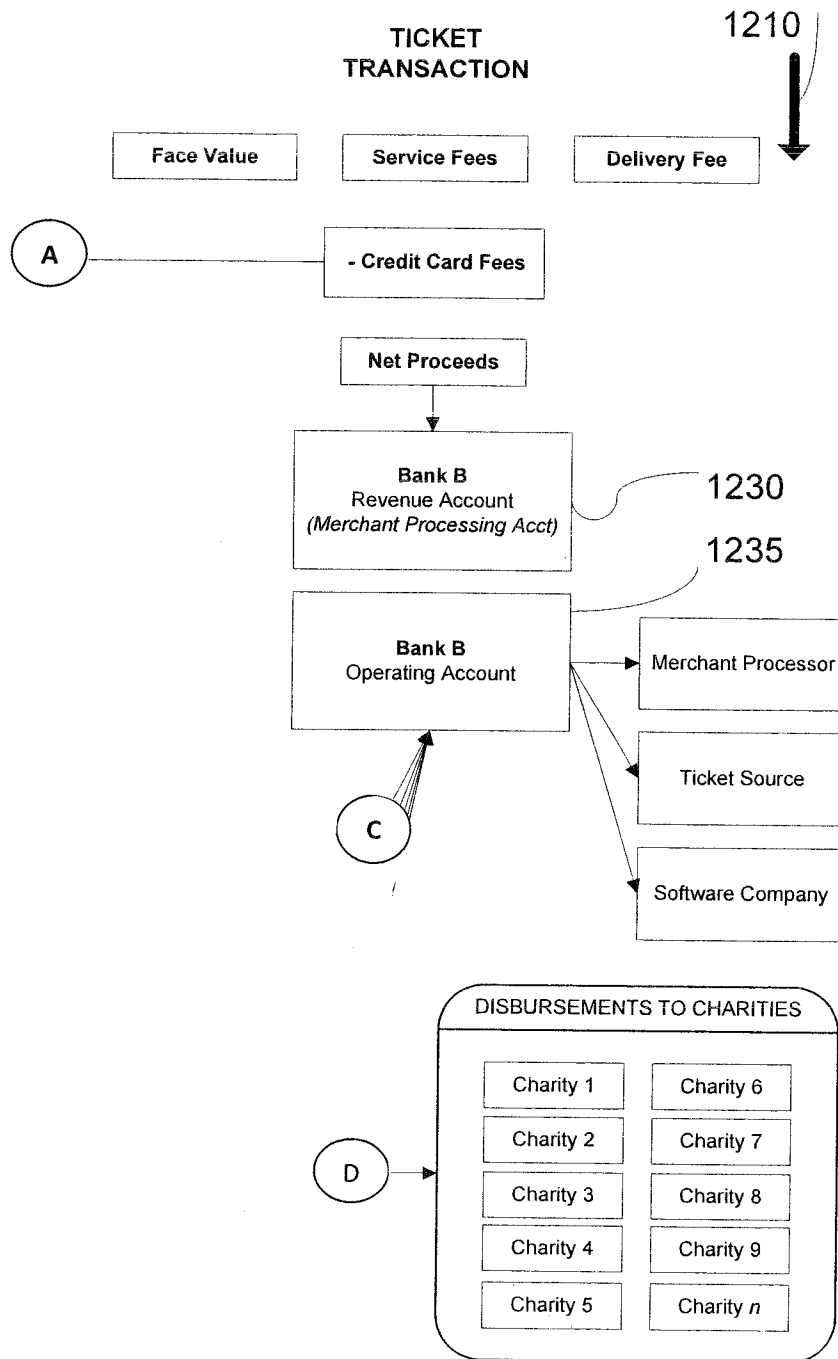 1210
TICKET
TRANSACTION
Face Value
Service Fees
Delivery Fee
A
- Credit Card Fees
Net Proceeds
Bank B
Revenue Account
(Merchant Processing Acct)
1230
1235
Bank B
Operating Account
Merchant Processor
Ticket Source
C
Software Company
DISBURSEMENTS TO CHARITIES
Charity 1
Charity 6
Charity 2
Charity 7
D
Charity 3
Charity 8
Charity 4
Charity 9
Charity 5
Charity n